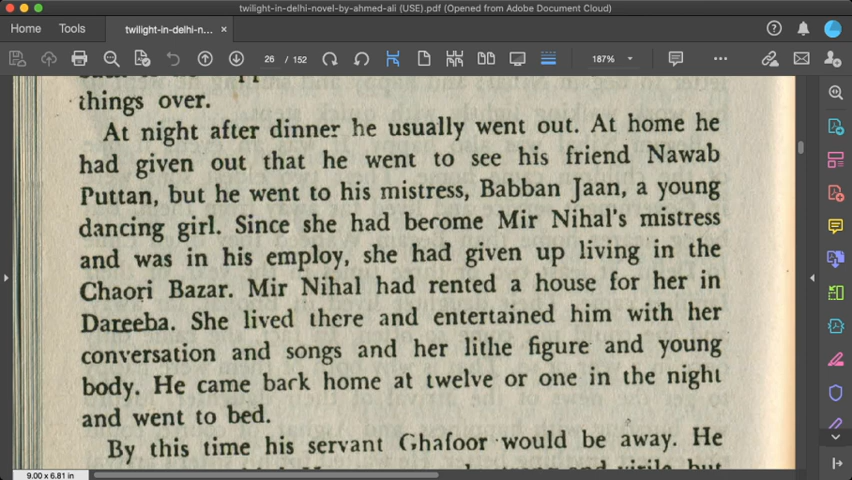 twilight-in-delhi-novel-by-ahmed-ali (USE).pdf (Opened from Adobe Document Cloud)
Home Tools twilight-in-delhi-n... ×
26 / 152 187%
things over.
At night after dinner he usually went out. At home he
had given out that he went to see his friend Nawab
Puttan, but he went to his mistress, Babban Jaan, a young
dancing girl. Since she had become Mir Nihal's mistress
and was in his employ, she had given up living in the
Chaori Bazar. Mir Nihal had rented a house for her in
Dareeba. She lived there and entertained him with her
conversation and songs and her lithe figure and young
body. He came back home at twelve or one in the night
and went to bed.
By this time his servant Ghafoor would be away. He
and virile, but
9.00 x 6.81 in